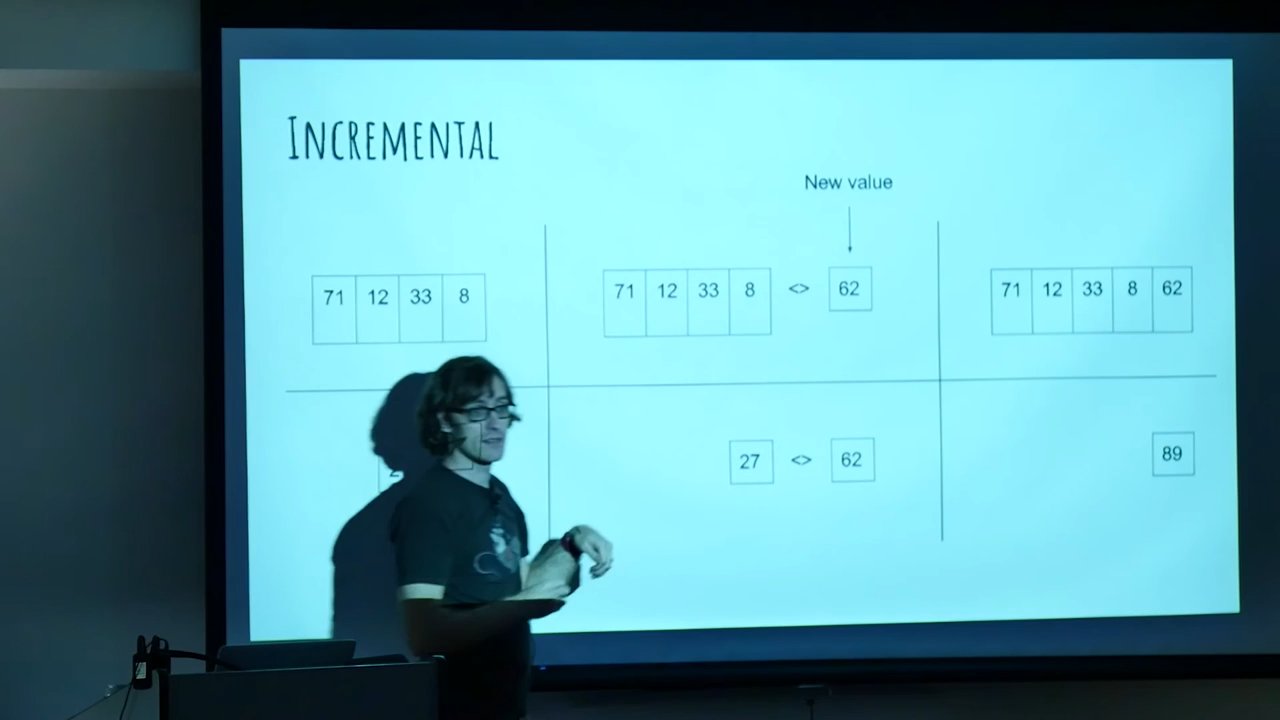 INCREMENTAL
New value
71 12 33 8
71 12 33 8 <> 62
71 12 33 8 62
27 <> 62
89